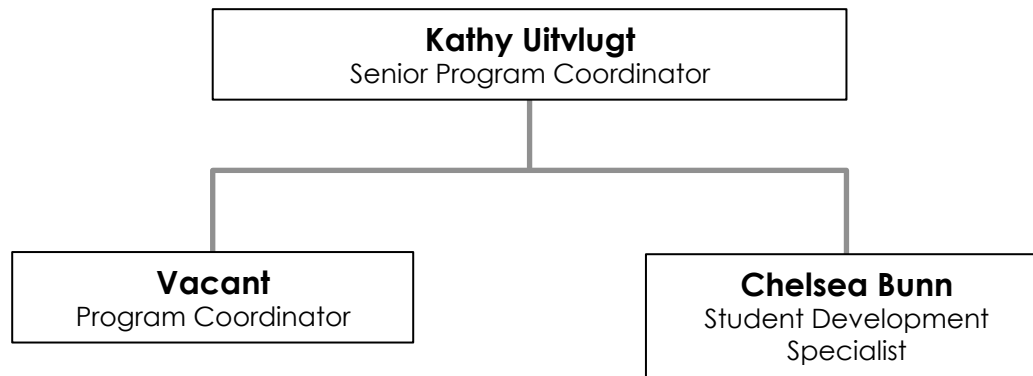 Kathy Uitvlugt
Senior Program Coordinator
Vacant
Program Coordinator
Chelsea Bunn
Student Development
Specialist